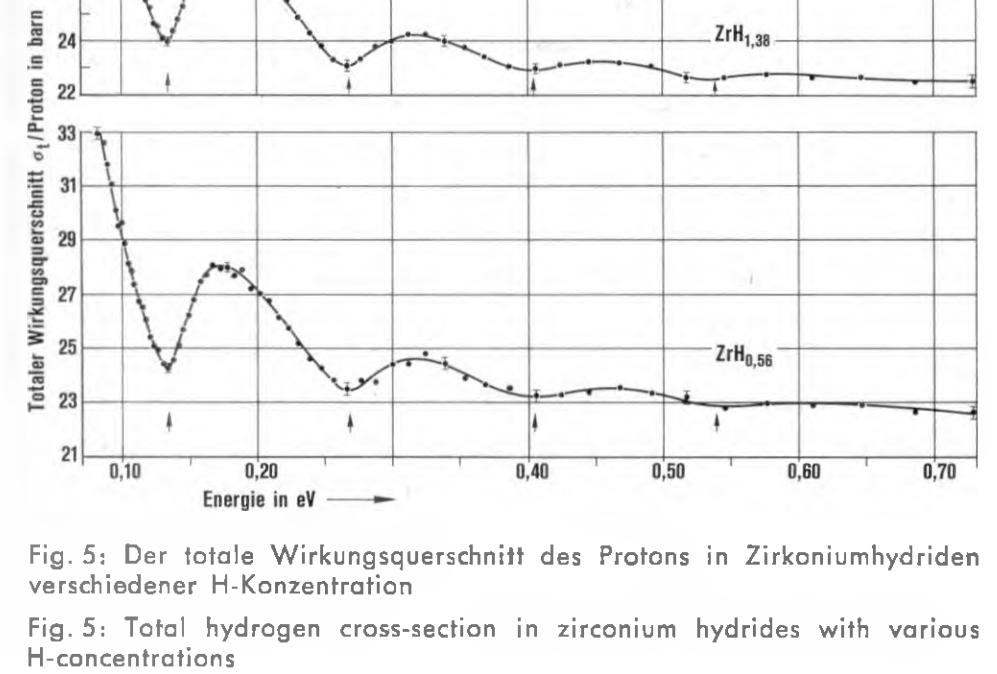 Totaler Wirkungsquerschnitt σt/Proton in barn
24
22
ZrH1,38
33
31
29
27
25
23
21
ZrH0,56
0,10 0,20 0,40 0,50 0,60 0,70
Energie in eV
Fig. 5: Der totale Wirkungsquerschnitt des Protons in Zirkoniumhydriden
verschiedener H-Konzentration
Fig. 5: Total hydrogen cross-section in zirconium hydrides with various
H-concentrations